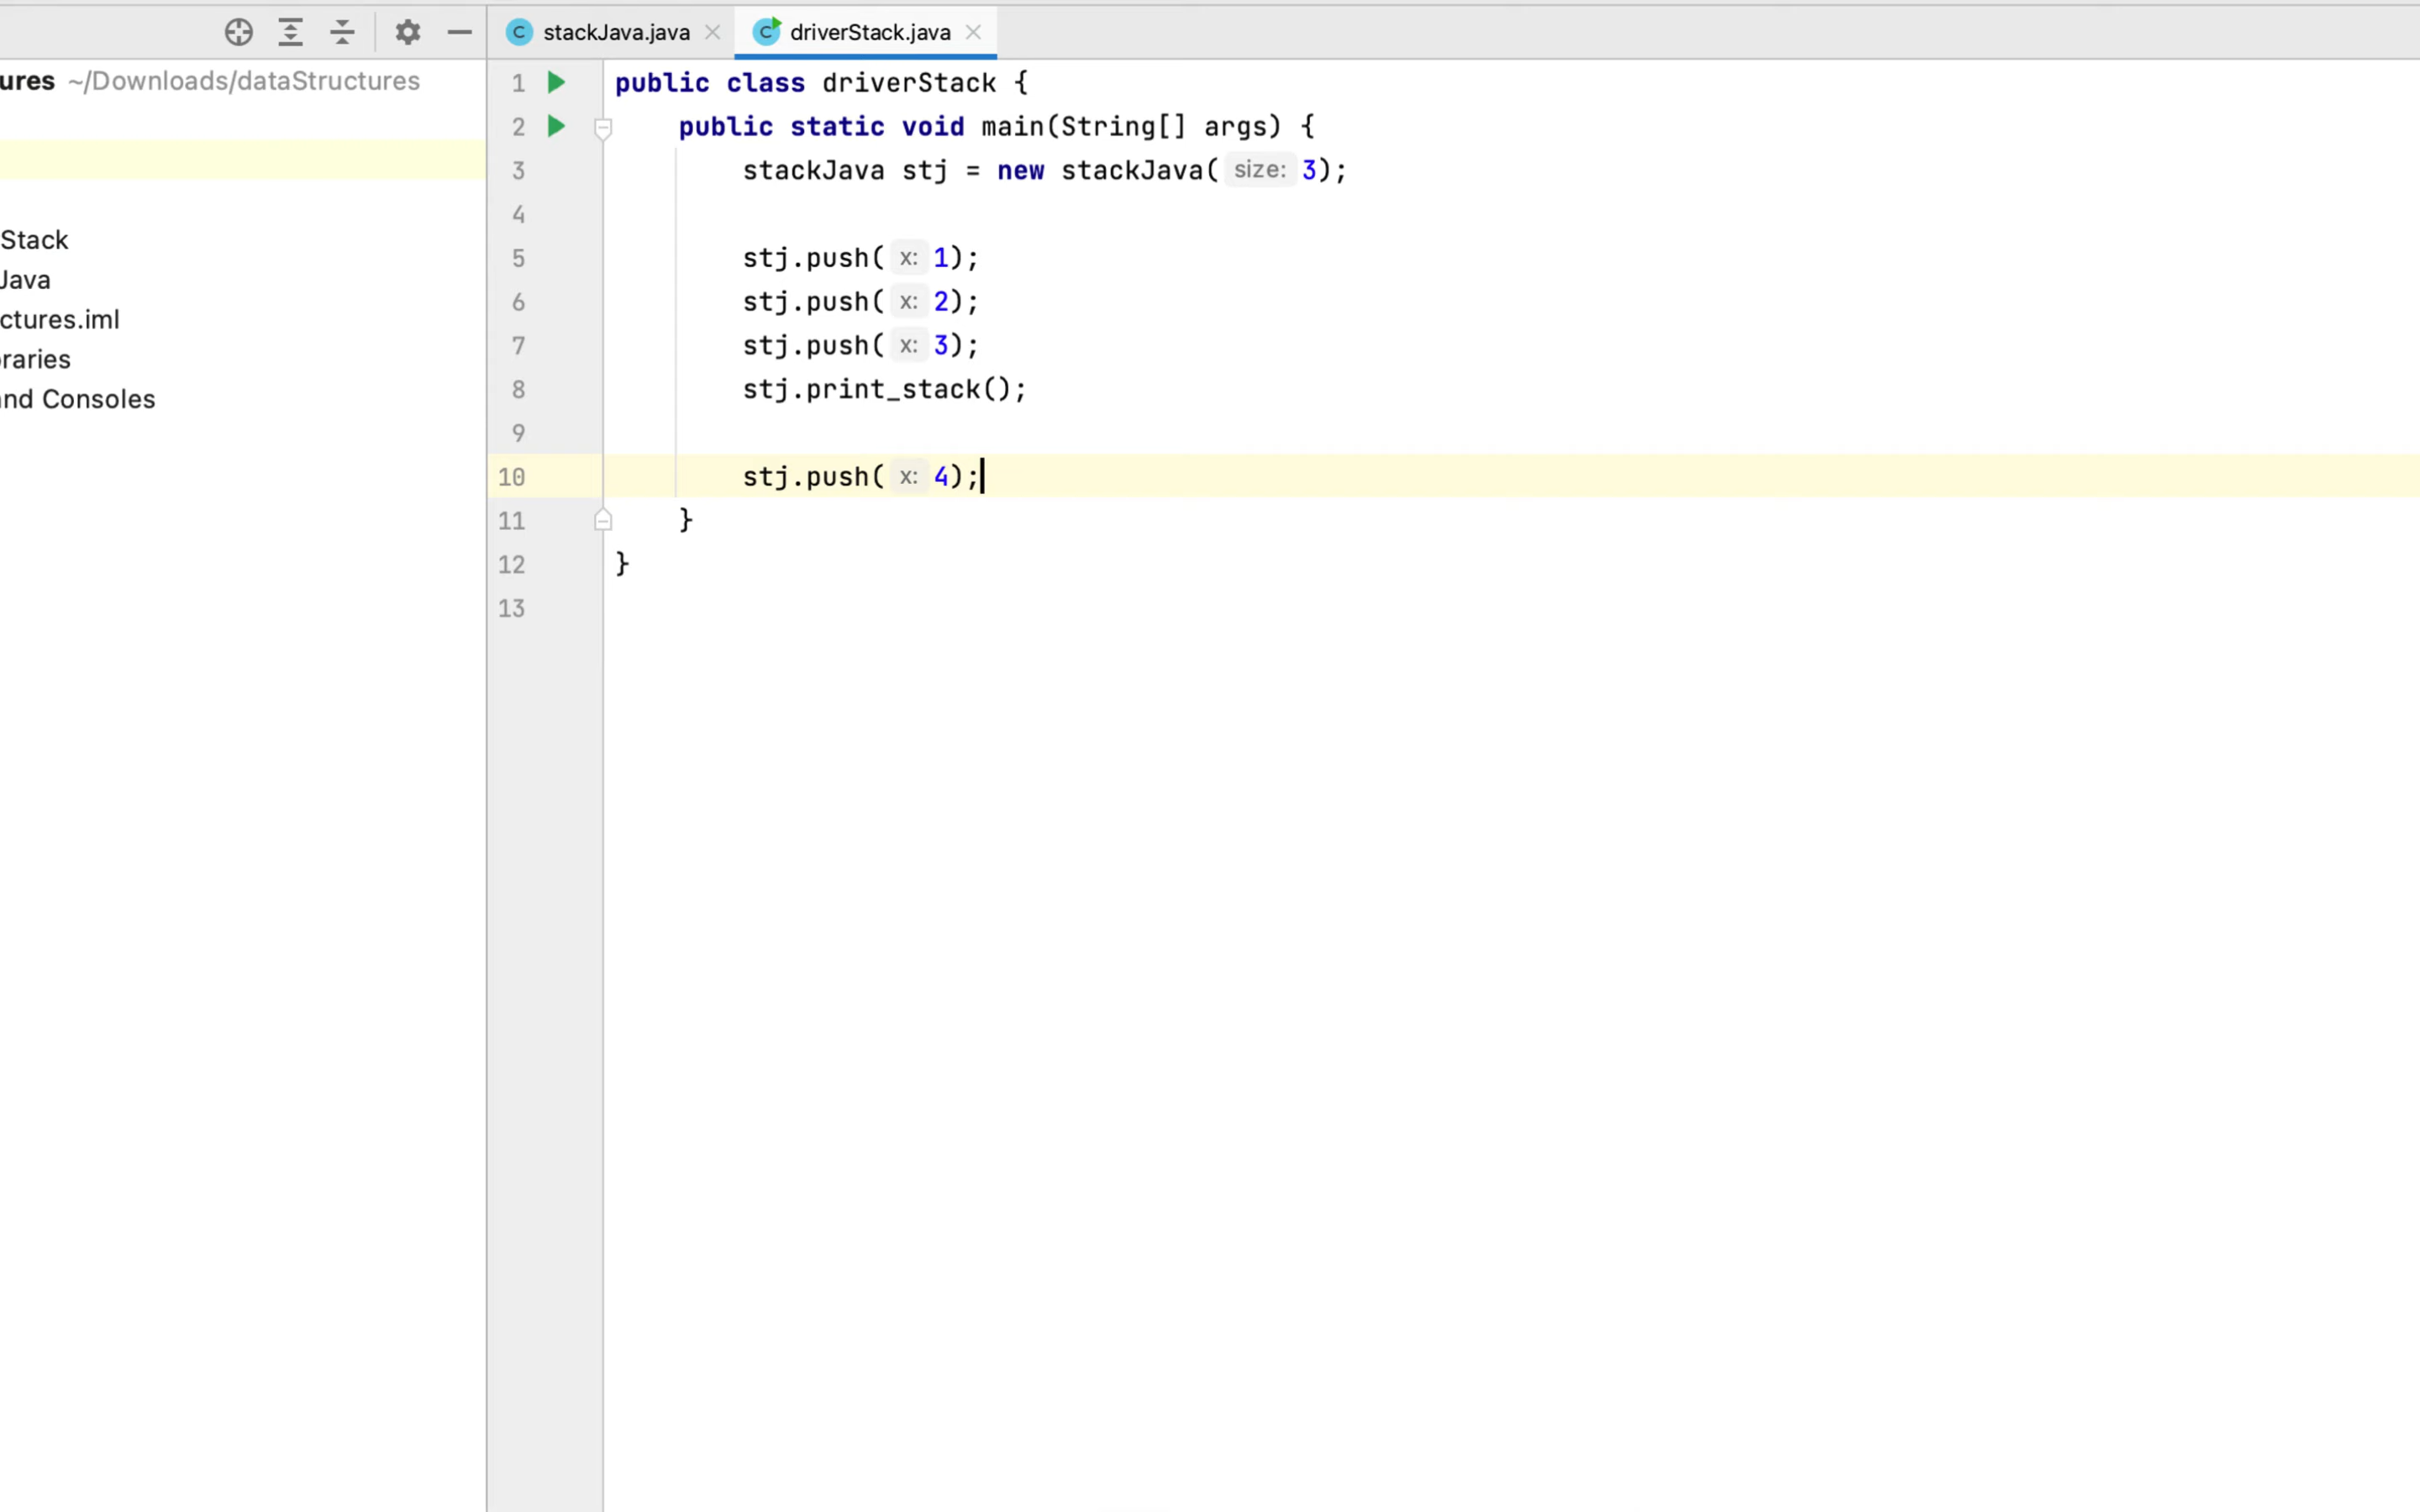 stackJava.java
driverStack.java
ures ~/Downloads/dataStructures
Stack
Java
ctures.iml
raries
and Consoles
1 public class driverStack {
2 public static void main(String[] args) {
3 stackJava stj = new stackJava( size: 3);
4
5 stj.push( x: 1);
6 stj.push( x: 2);
7 stj.push( x: 3);
8 stj.print_stack();
9
10 stj.push( x: 4);
11 }
12 }
13